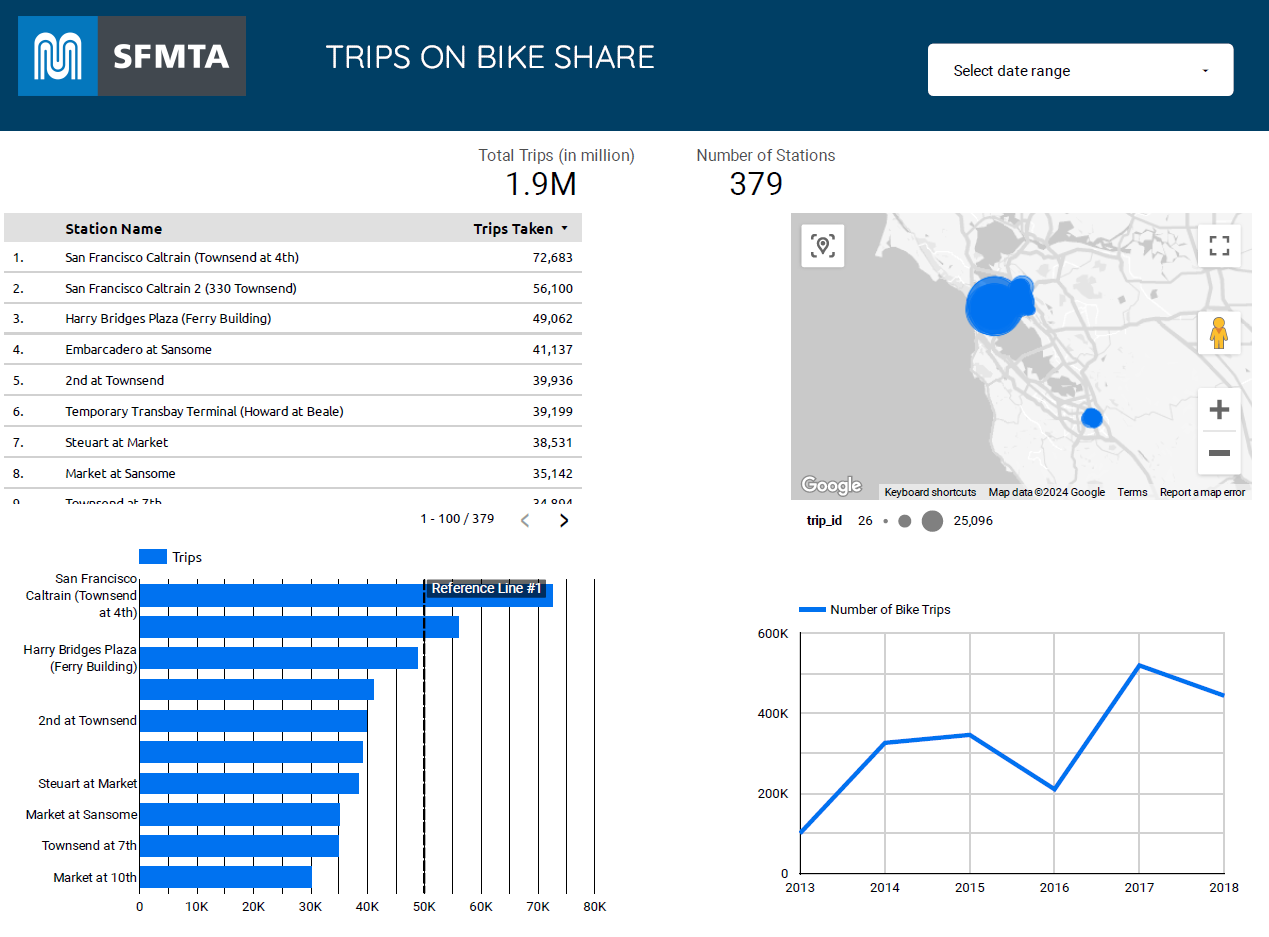 SFMTA
TRIPS ON BIKE SHARE
Select date range
Total Trips (in million)
1.9M
Number of Stations
379
Station Name Trips Taken
1. San Francisco Caltrain (Townsend at 4th) 72,683
2. San Francisco Caltrain 2 (330 Townsend) 56,100
3. Harry Bridges Plaza (Ferry Building) 49,062
4. Embarcadero at Sansome 41,137
5. 2nd at Townsend 39,936
6. Temporary Transbay Terminal (Howard at Beale) 39,199
7. Steuart at Market 38,531
8. Market at Sansome 35,142
9. Townsend at 7th 34,894
1 - 100 / 379
Google
Keyboard shortcuts Map data ©2024 Google Terms Report a map error
trip_id 26 25,096
Trips
Reference Line #1
San Francisco
Caltrain (Townsend
at 4th)
Harry Bridges Plaza
(Ferry Building)
2nd at Townsend
Steuart at Market
Market at Sansome
Townsend at 7th
Market at 10th
0 10K 20K 30K 40K 50K 60K 70K 80K
Number of Bike Trips
600K
400K
200K
0
2013 2014 2015 2016 2017 2018